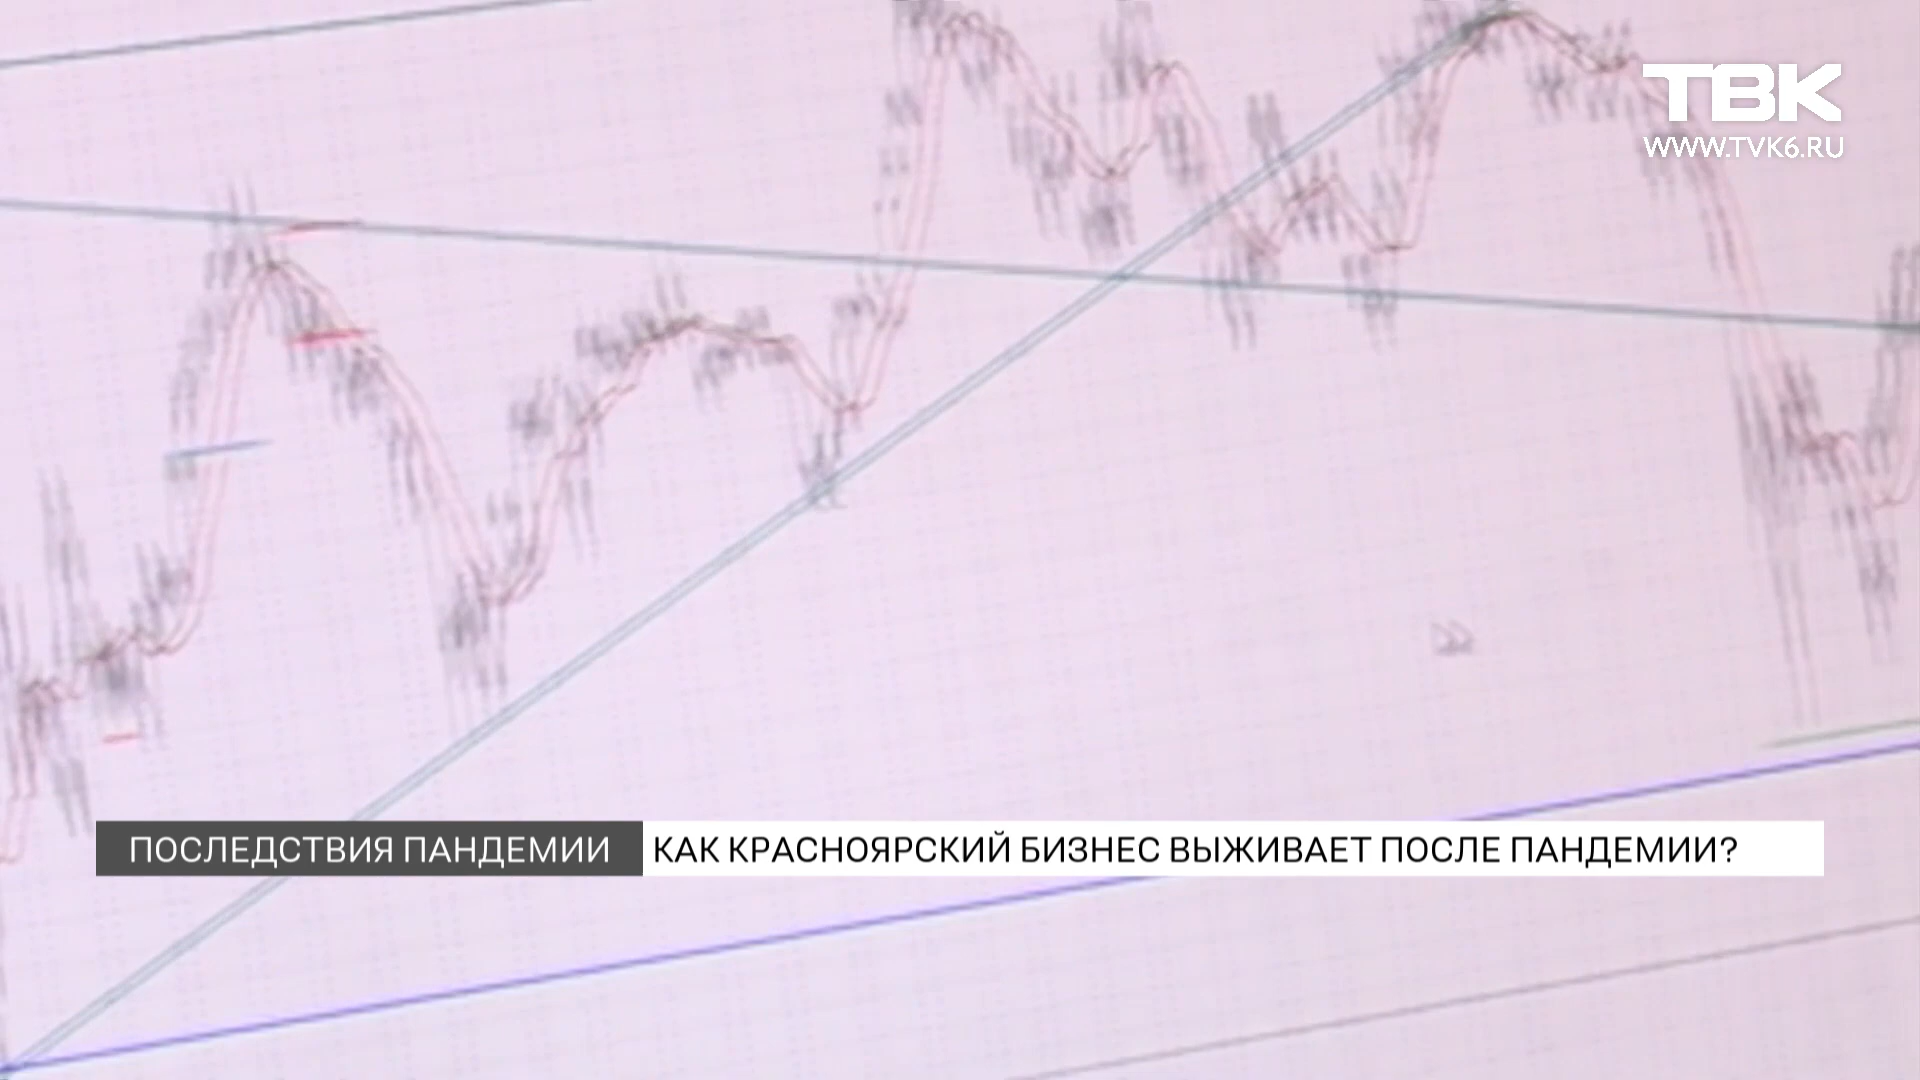 ТВК
WWW.TVK6.RU
ПОСЛЕДСТВИЯ ПАНДЕМИИ КАК КРАСНОЯРСКИЙ БИЗНЕС ВЫЖИВАЕТ ПОСЛЕ ПАНДЕМИИ?